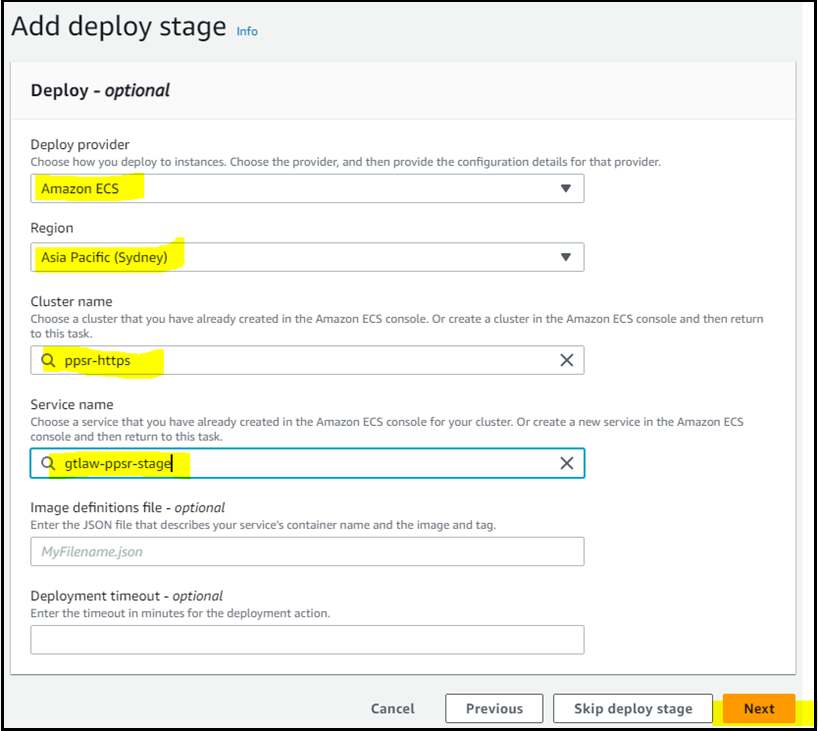 Add deploy stage Info
Deploy - optional
Deploy provider
Choose how you deploy to instances. Choose the provider, and then provide the configuration details for that provider.
Amazon ECS
Region
Asia Pacific (Sydney)
Cluster name
Choose a cluster that you have already created in the Amazon ECS console. Or create a cluster in the Amazon ECS console and then return
to this task.
ppsr-https
Service name
Choose a service that you have already created in the Amazon ECS console for your cluster. Or create a new service in the Amazon ECS
console and then return to this task.
gtlaw-ppsr-stage
Image definitions file - optional
Enter the JSON file that describes your service's container name and the image and tag.
MyFilename.json
Deployment timeout - optional
Enter the timeout in minutes for the deployment action.
Cancel Previous Skip deploy stage Next